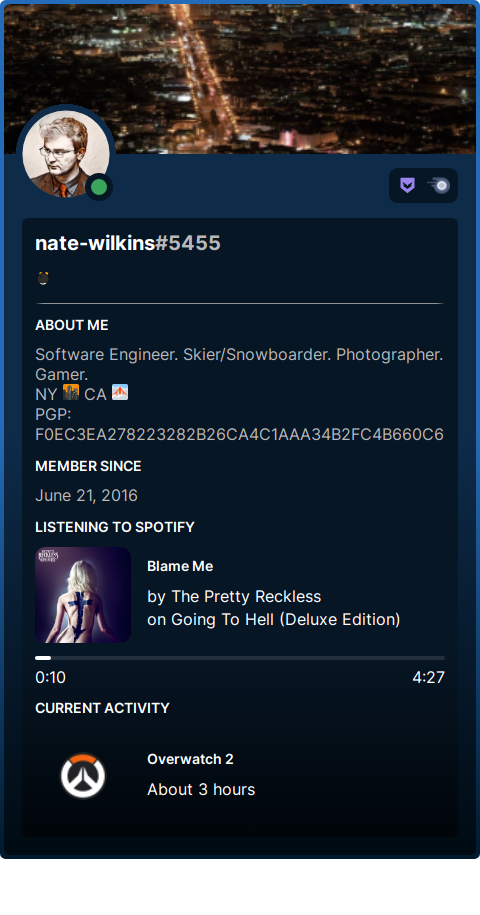 nate-wilkins#5455
ABOUT ME
Software Engineer. Skier/Snowboarder. Photographer.
Gamer.
NY 🌇 CA ⛱
PGP:
F0EC3EA278223282B26CA4C1AAA34B2FC4B660C6
MEMBER SINCE
June 21, 2016
LISTENING TO SPOTIFY
Blame Me
by The Pretty Reckless
on Going To Hell (Deluxe Edition)
0:10 4:27
CURRENT ACTIVITY
Overwatch 2
About 3 hours